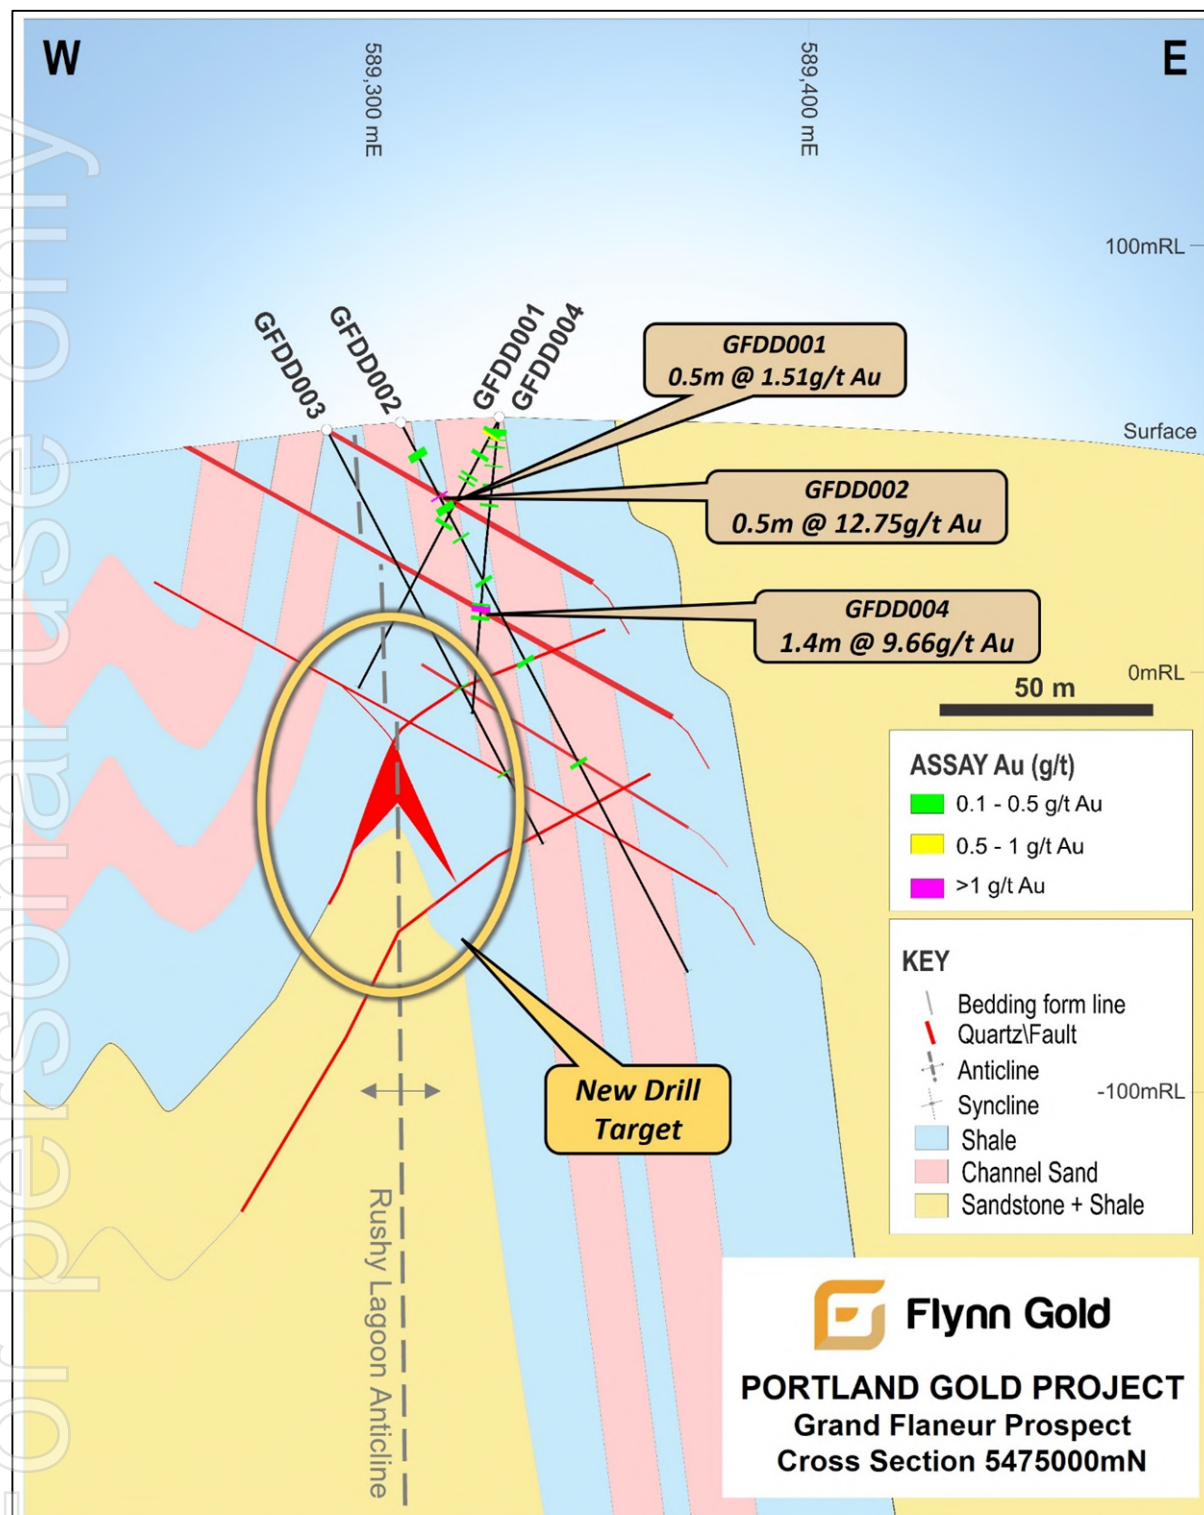 W
E
589,300 mE
589,400 mE
100mRL
GFDD003
GFDD002
GFDD001
GFDD004
GFDD001
0.5m @ 1.51g/t Au
Surface
GFDD002
0.5m @ 12.75g/t Au
GFDD004
1.4m @ 9.66g/t Au
0mRL
50 m
ASSAY Au (g/t)
0.1 - 0.5 g/t Au
0.5 - 1 g/t Au
>1 g/t Au
KEY
Bedding form line
Quartz\Fault
Anticline
Syncline
Shale
Channel Sand
Sandstone + Shale
-100mRL
New Drill
Target
Rushy Lagoon Anticline
Flynn Gold
PORTLAND GOLD PROJECT
Grand Flaneur Prospect
Cross Section 5475000mN
or personal use only